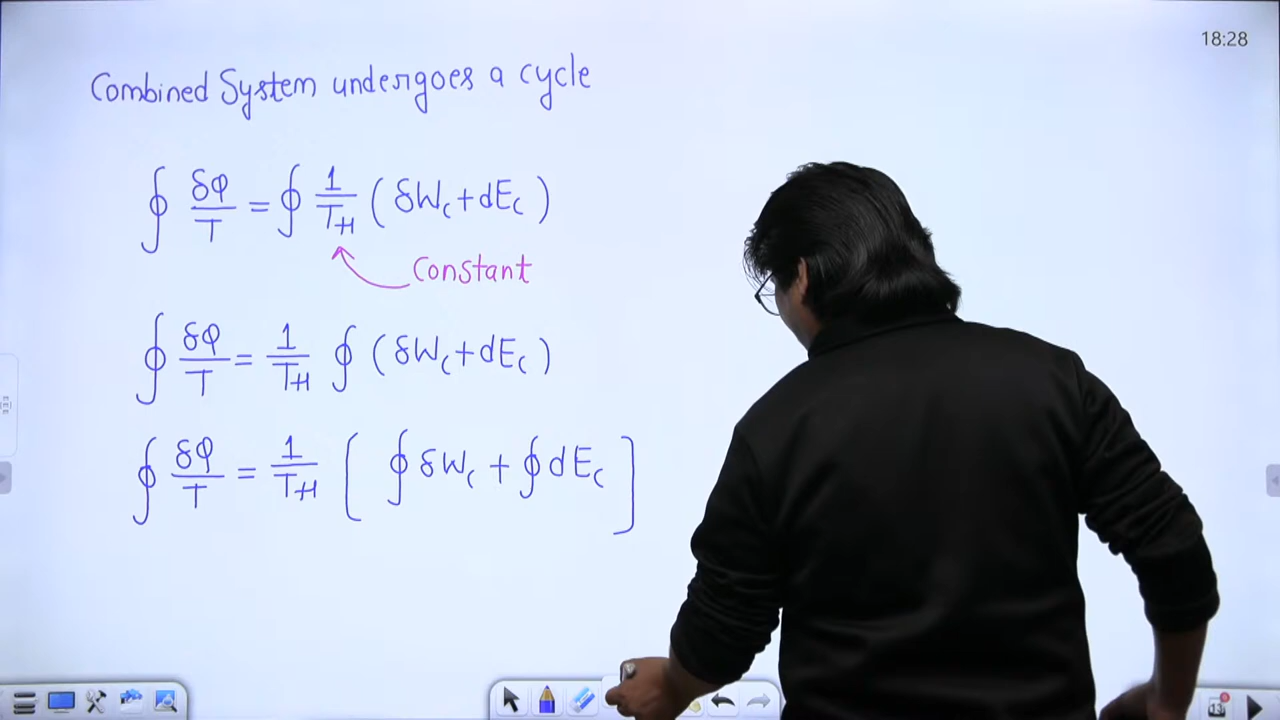 18:28
Combined System undergoes a cycle
∮ δQ/T = ∮ 1/T_H (δW_c + dE_c)
Constant
∮ δQ/T = 1/T_H ∮ (δW_c + dE_c)
∮ δQ/T = 1/T_H [ ∮ δW_c + ∮ dE_c ]